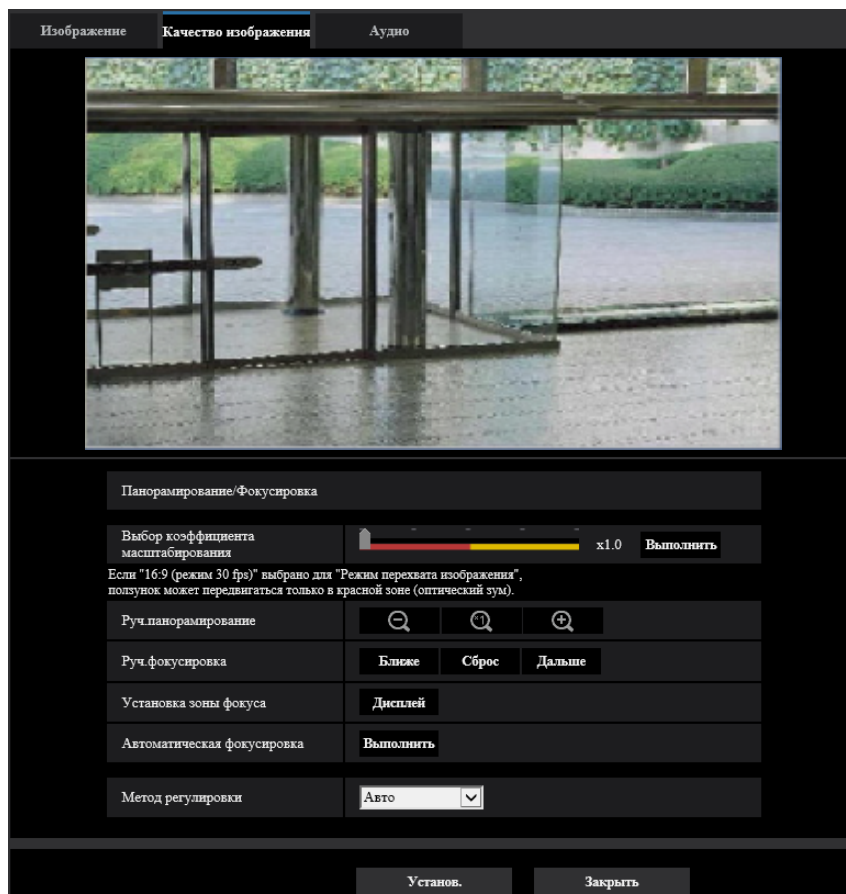 Изображение
Качество изображения
Аудио
Панорамирование/Фокусировка
Выбор коэффициента
масштабирования
x1.0
Выполнить
Если "16:9 (режим 30 fps)" выбрано для "Режим перехвата изображения",
ползунок может передвигаться только в красной зоне (оптический зум).
Руч.панорамирование
×1
Руч.фокусировка
Ближе
Сброс
Дальше
Установка зоны фокуса
Дисплей
Автоматическая фокусировка
Выполнить
Метод регулировки
Авто
Установ.
Закрыть